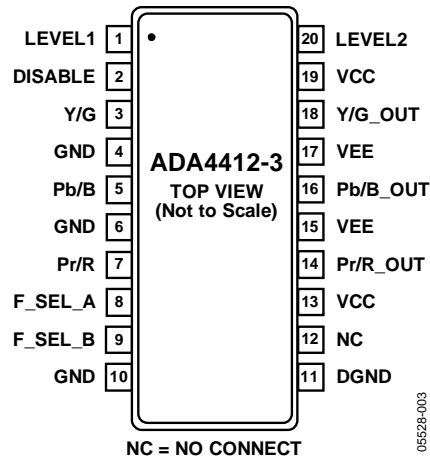 LEVEL1 1 20 LEVEL2
DISABLE 2 19 VCC
Y/G 3 18 Y/G_OUT
GND 4 17 VEE
ADA4412-3
Pb/B 5 16 Pb/B_OUT
TOP VIEW
(Not to Scale)
GND 6 15 VEE
Pr/R 7 14 Pr/R_OUT
F_SEL_A 8 13 VCC
F_SEL_B 9 12 NC
GND 10 11 DGND
NC = NO CONNECT
05528-003